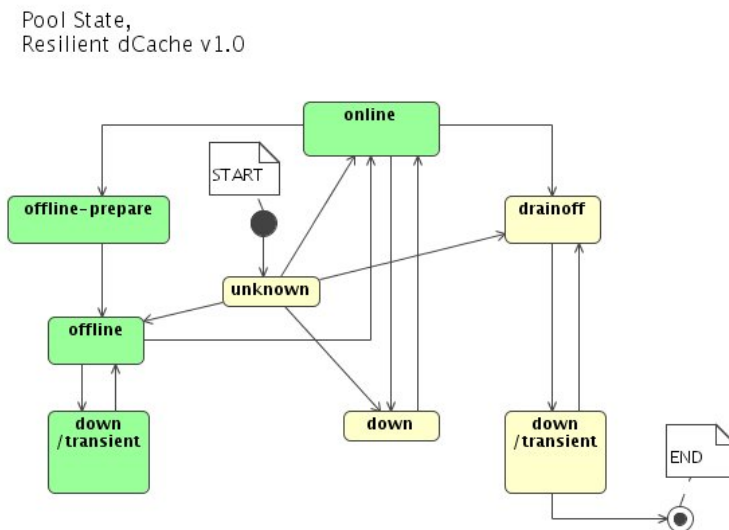 Pool State,
Resilient dCache v1.0
online
START
offline-prepare
drainoff
unknown
offline
down
/transient
down
down
/transient
END